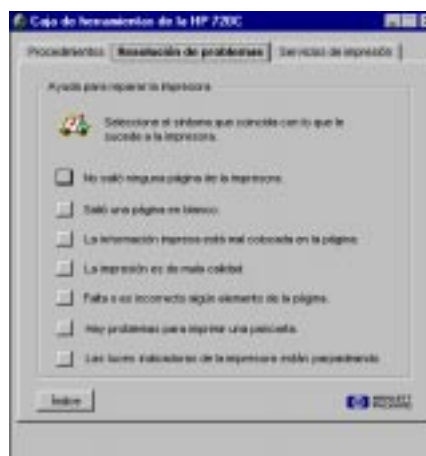 Caja de herramientas de la HP 720C
Procedimientos
Resolución de problemas
Servicios de impresión
Ayuda para reparar la impresora
Seleccione el síntoma que coincida con lo que le
sucede a la impresora.
No salió ninguna página de la impresora.
Salió una página en blanco.
La información impresa está mal colocada en la página.
La impresión es de mala calidad.
Falta o es incorrecto algún elemento de la página.
Hay problemas para imprimir una pancarta.
Las luces indicadoras de la impresora están parpadeando.
Índice
HEWLETT
PACKARD